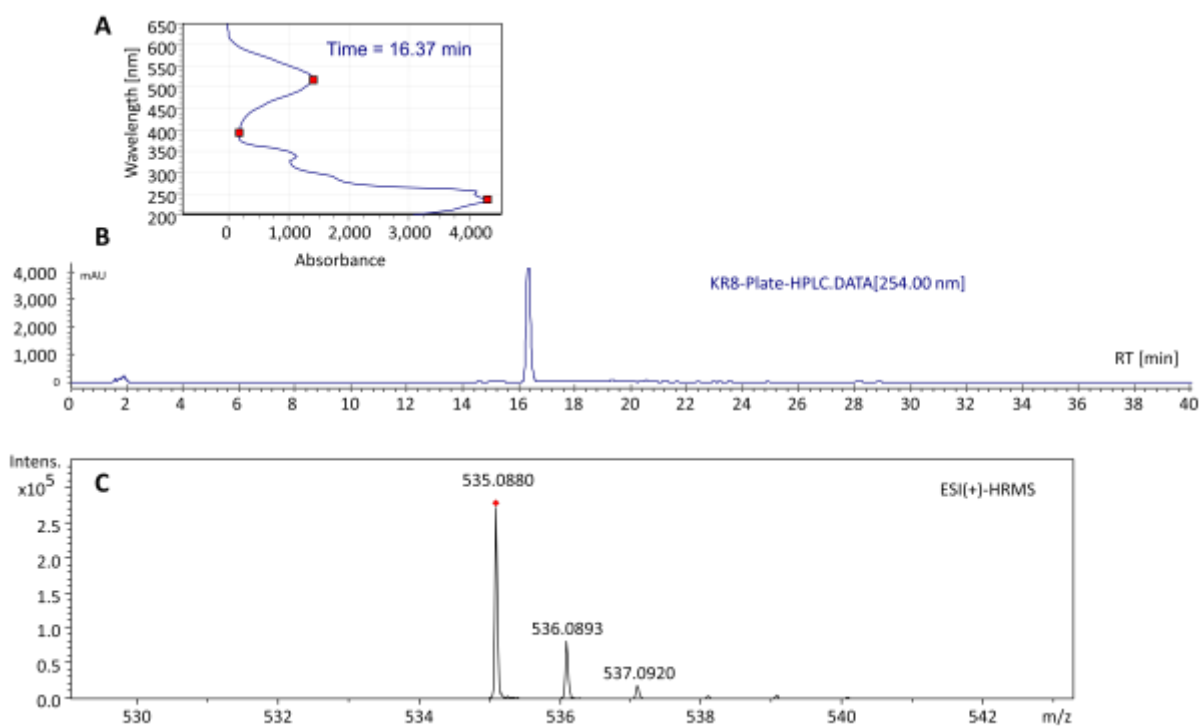 A
650
600
550
500
450
400
350
300
250
200
Wavelength [nm]
Time = 16.37 min
0 1,000 2,000 3,000 4,000
Absorbance
B
4,000
3,000
2,000
1,000
0
mAU
KR8-Plate-HPLC.DATA[254.00 nm]
RT [min]
0 2 4 6 8 10 12 14 16 18 20 22 24 26 28 30 32 34 36 38 40
Intens.
x10⁵
C
535.0880
ESI(+)-HRMS
2.5
2.0
1.5
1.0
0.5
0.0
536.0893
537.0920
530 532 534 536 538 540 542 m/z